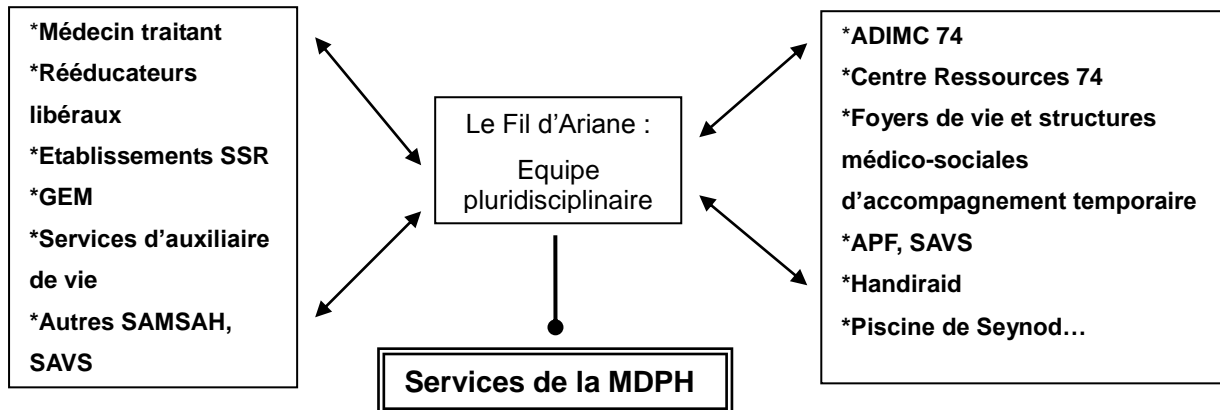 *Médecin traitant
*Rééducateurs
libéraux
*Etablissements SSR
*GEM
*Services d’auxiliaire
de vie
*Autres SAMSAH,
SAVS
Le Fil d’Ariane :
Equipe
pluridisciplinaire
Services de la MDPH
*ADIMC 74
*Centre Ressources 74
*Foyers de vie et structures
médico-sociales
d’accompagnement temporaire
*APF, SAVS
*Handiraid
*Piscine de Seynod…